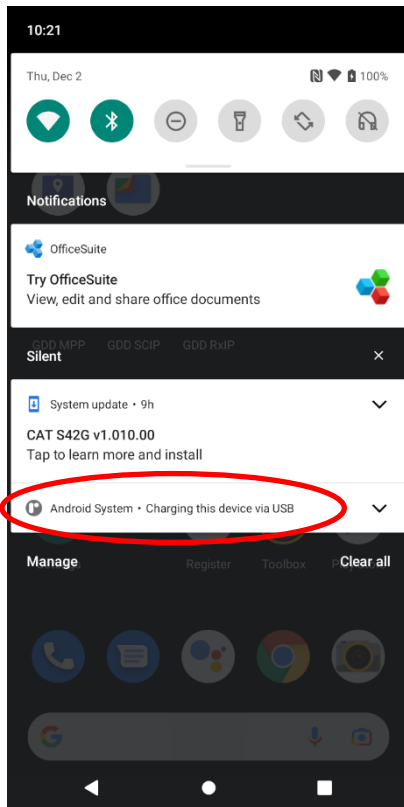 10:21
Thu, Dec 2
100%
Notifications
OfficeSuite
Try OfficeSuite
View, edit and share office documents
GDD MPP GDD SCIP GDD RxIP
Silent
System update • 9h
CAT S42G v1.010.00
Tap to learn more and install
Android System • Charging this device via USB
Manage
Clear all
Register Toolbox